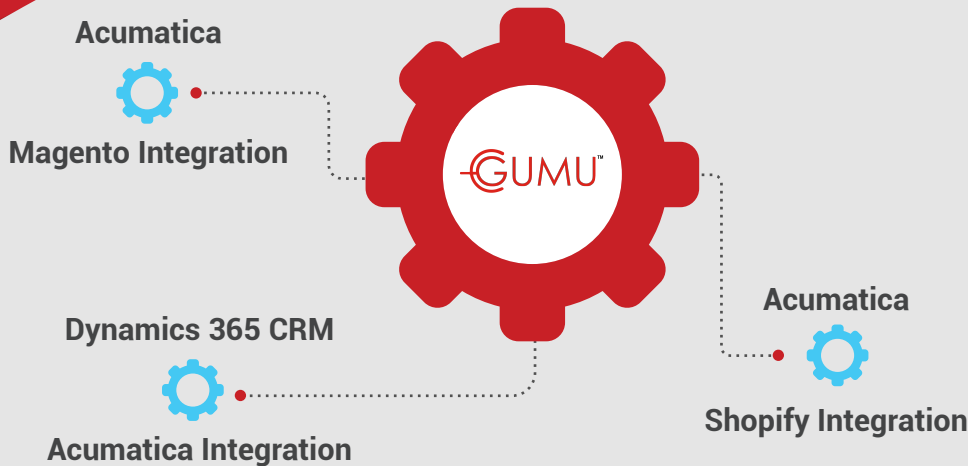 Acumatica
Magento Integration
GUMU™
Dynamics 365 CRM
Acumatica Integration
Acumatica
Shopify Integration